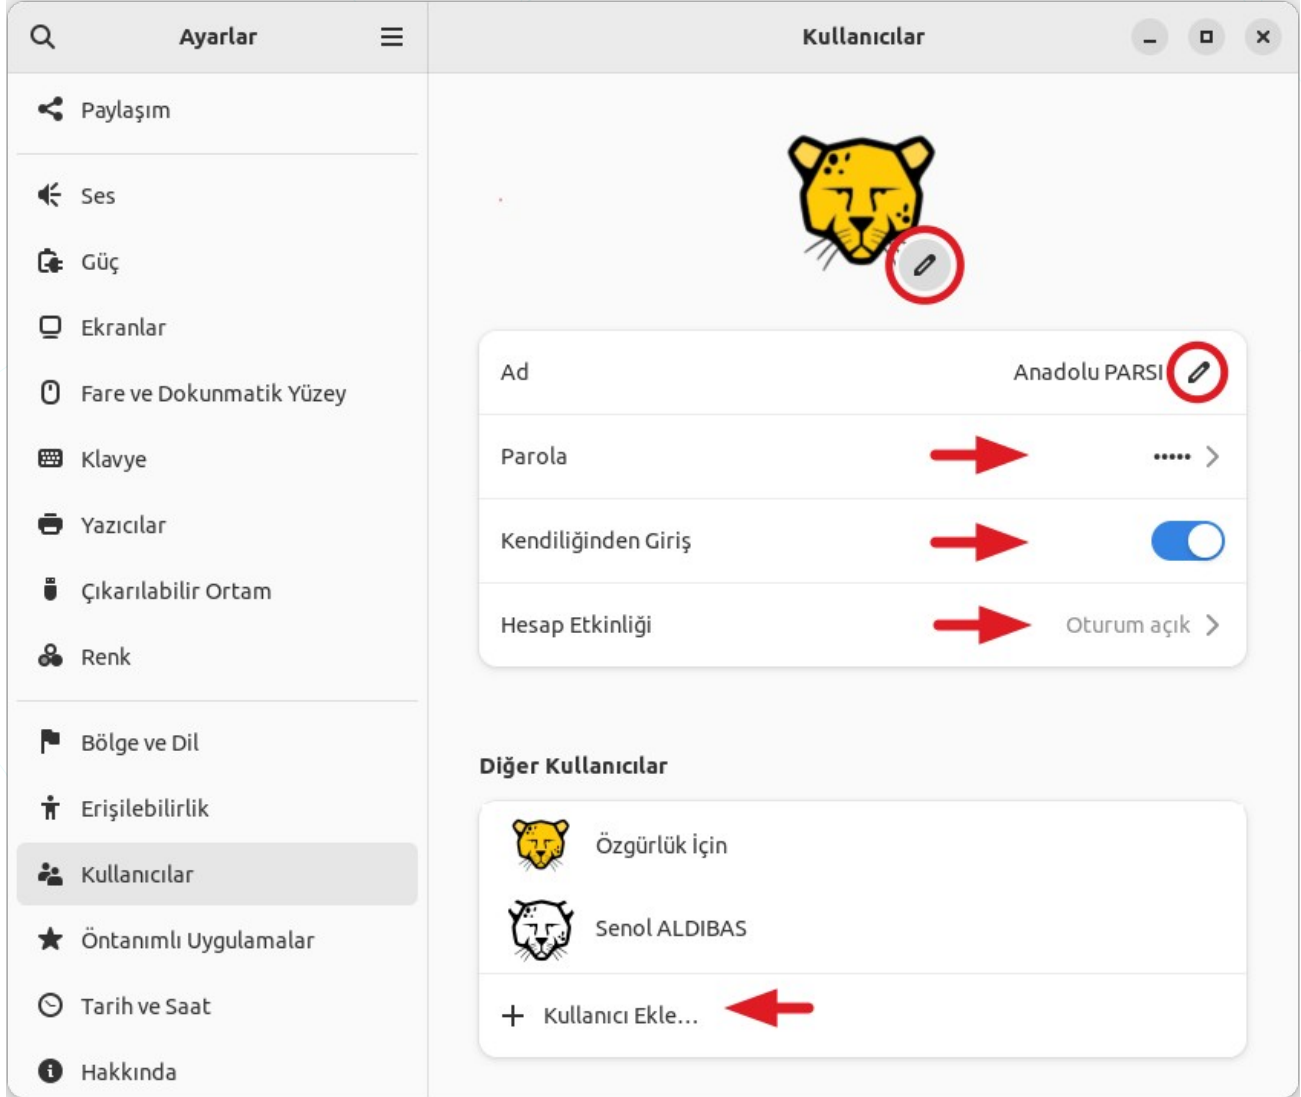 Ayarlar
Kullanıcılar
Paylaşım
Ses
Güç
Ekranlar
Fare ve Dokunmatik Yüzey
Klavye
Yazıcılar
Çıkarılabilir Ortam
Renk
Bölge ve Dil
Erişilebilirlik
Kullanıcılar
Öntanımlı Uygulamalar
Tarih ve Saat
Hakkında
Ad Anadolu PARSI
Parola •••••
Kendiliğinden Giriş
Hesap Etkinliği Oturum açık
Diğer Kullanıcılar
Özgürlük İçin
Senol ALDIBAS
Kullanıcı Ekle...